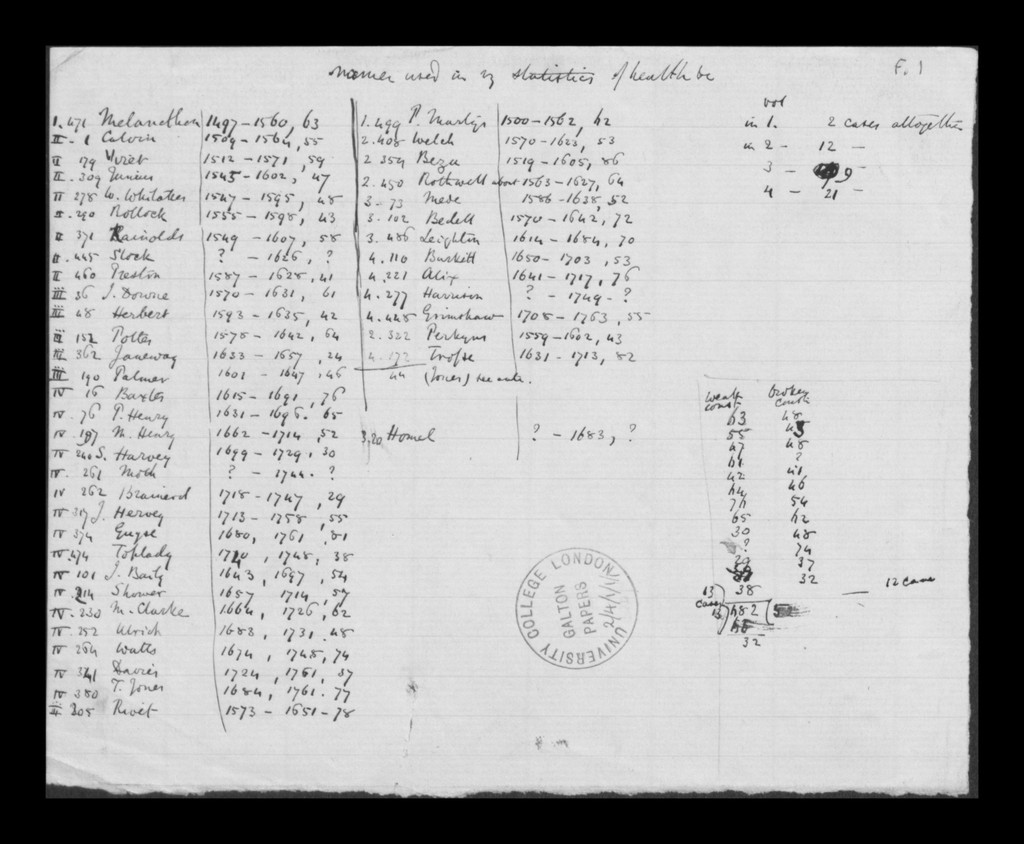 names used in my statistics of health &c
F. 1
I. 471 Melancthon 1497-1560, 63
II - 1 Calvin 1509-1564, 55
II 79 Viret 1512-1571, 59
II. 309 Junius 1545-1602, 47
II 278 W. Whitaker 1547-1595, 48
II. 240 Rollock 1555-1598, 43
II 371 Rainolds 1549-1607, 58
II. 445 Stock ? - 1626, ?
II 460 Preston 1587-1628, 41
III 36 J. Donne 1570-1631, 61
III 48 Herbert 1593-1635, 42
III 152 Potter 1578-1642, 64
III. 362 Janeway 1633-1657, 24
III 190 Palmer 1601-1647, 46
IV 16 Baxter 1615-1691, 76
IV. 76 P. Henry 1631-1696. 65
IV. 197 M. Henry 1662-1714, 52
IV 240 S. Harvey 1699-1729. 30
IV. 261 Moth ? - 1744. ?
IV 262 Brainerd 1718-1747, 29
IV 317 J. Hervey 1713-1758, 55
IV 374 Guyse 1680, 1761, 81
IV 474 Toplady 1740, 1778, 38
IV 101 J. Baily 1643, 1697, 54
IV 214 Shower 1657 1714, 57
IV. 230 M. Clarke 1664, 1726, 62
IV. 252 Ulrich 1683, 1731. 48
IV 264 Watts 1674, 1748, 74
IV 341 Davies 1724, 1761, 37
IV 380 T. Jones 1684, 1761. 77
II 205 Rivet 1573-1651-78
1. 499 P. Martyr 1500-1562, 62
2. 408 Welch 1570-1623, 53
2 354 Beza 1519-1605, 86
2. 450 Rothwell about 1563-1627, 64
3-73 Mede 1586-1638, 52
3. 102 Bedell 1570-1642, 72
3. 486 Leighton 1614-1684, 70
4. 110 Burkitt 1650-1703, 53
4. 221 Alix 1641-1717, 76
4. 277 Harrison ? - 1749-?
4. 448 Grimshaw 1708-1763, 55
2. 322 Perkyns 1559-1602, 43
4. 172 Trosse 1631-1713, 82
44 (Jones) see ante.
3. 20 Homel ? - 1683, ?
vol
in 1. 2 cases altogether
in 2 - 12 -
3 - 9
4 - 21 -
weak const: broken const:
63 48
55 43
47 48
61 ?
42 41
64 46
76 54
65 62
30 48
? 74
29 37
32
38
13 cases
12 cases
13 682
32
UNIVERSITY COLLEGE LONDON
GALTON PAPERS
2/4/1/1/1